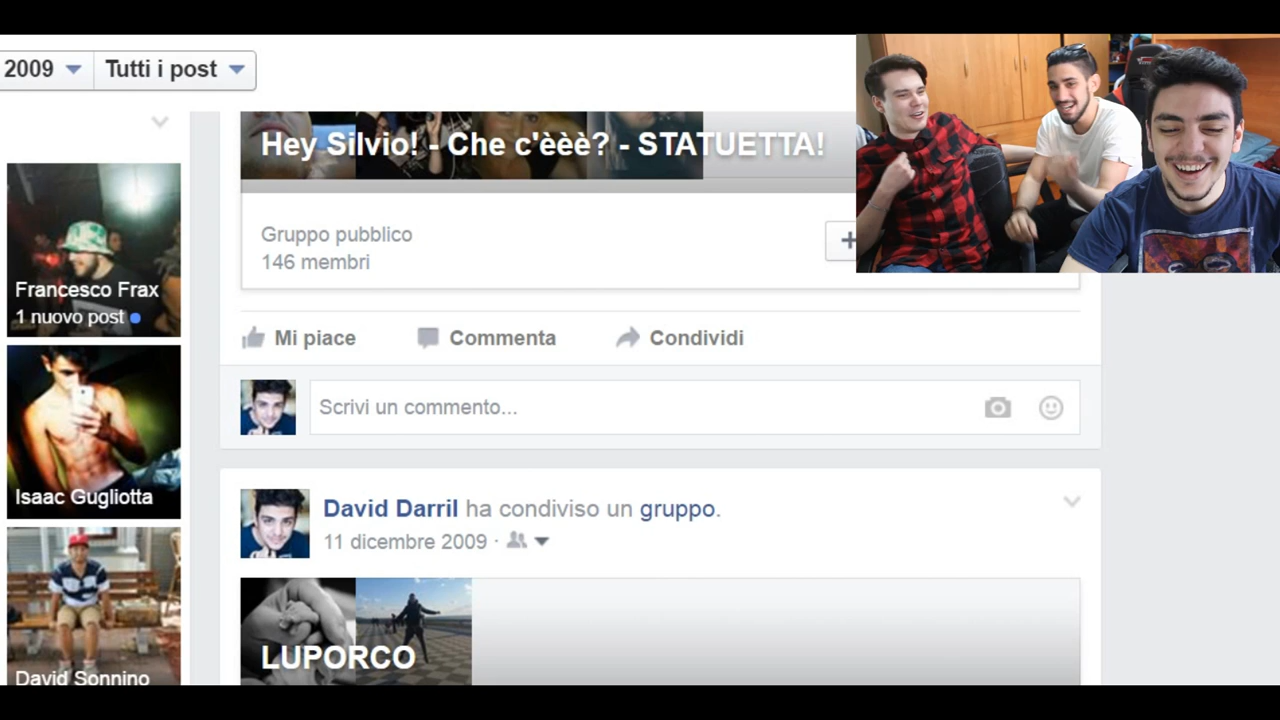 2009
Tutti i post
Hey Silvio! - Che c'èèè? - STATUETTA!
Gruppo pubblico
146 membri
+
Francesco Frax
1 nuovo post
Mi piace
Commenta
Condividi
Scrivi un commento...
Isaac Gugliotta
David Darril ha condiviso un gruppo.
11 dicembre 2009 ·
LUPORCO
David Sonnino